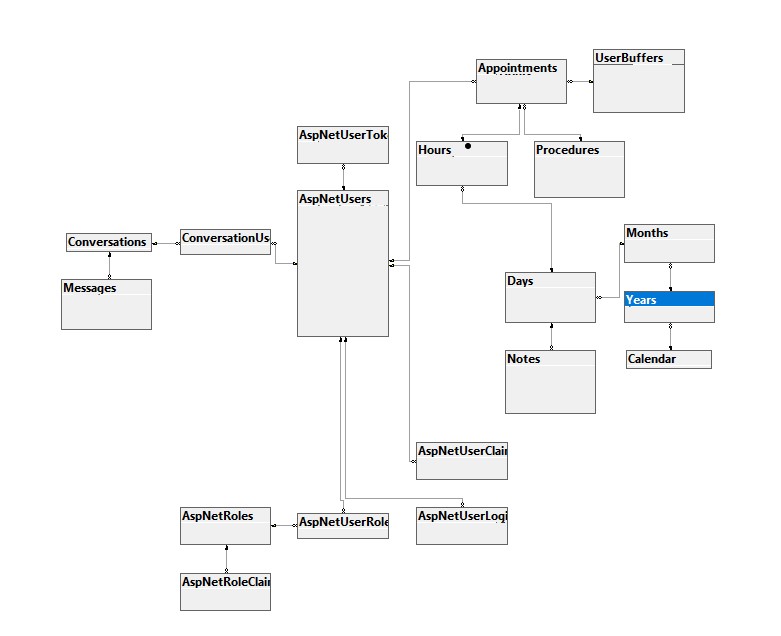 UserBuffers
Appointments
AspNetUserTok
Hours
Procedures
AspNetUsers
Conversations
ConversationUs
Months
Messages
Days
Years
Notes
Calendar
AspNetUserClair
AspNetRoles
AspNetUserRole
AspNetUserLogi
AspNetRoleClair